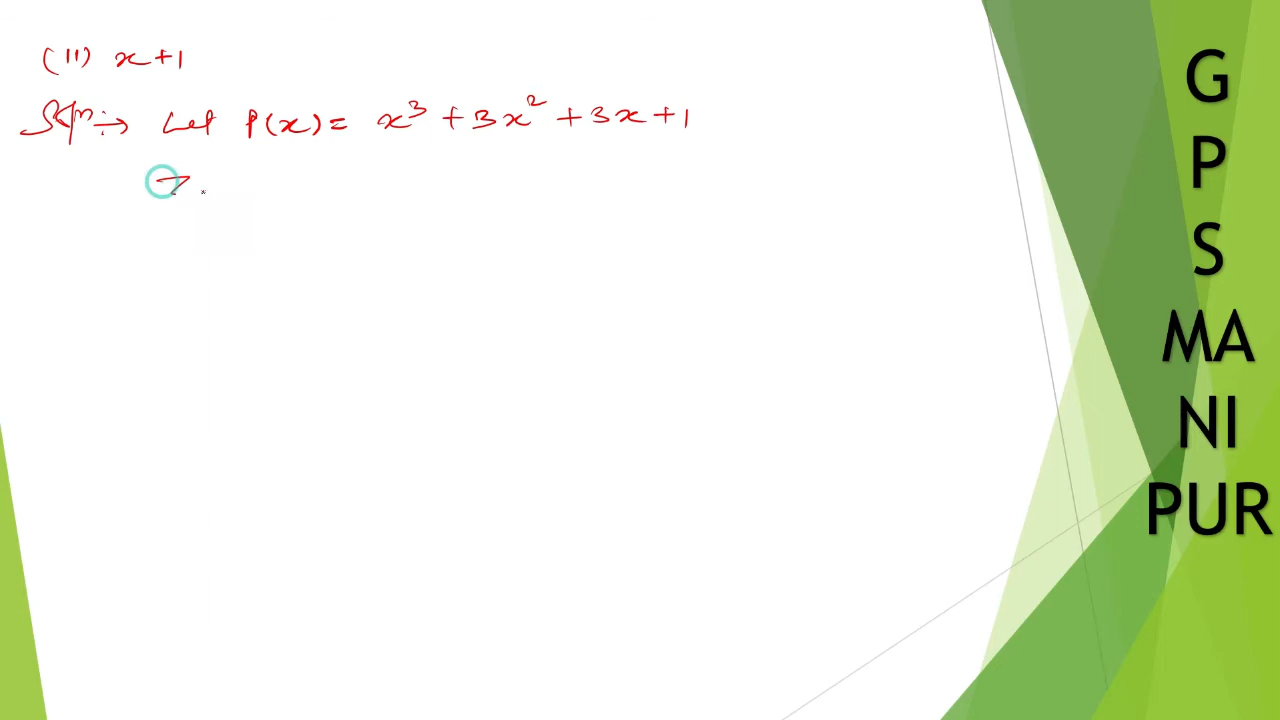 (ii) x+1
Solⁿ :→ Let p(x) = x³ + 3x² + 3x + 1
Z
G
P
S
MA
NI
PUR